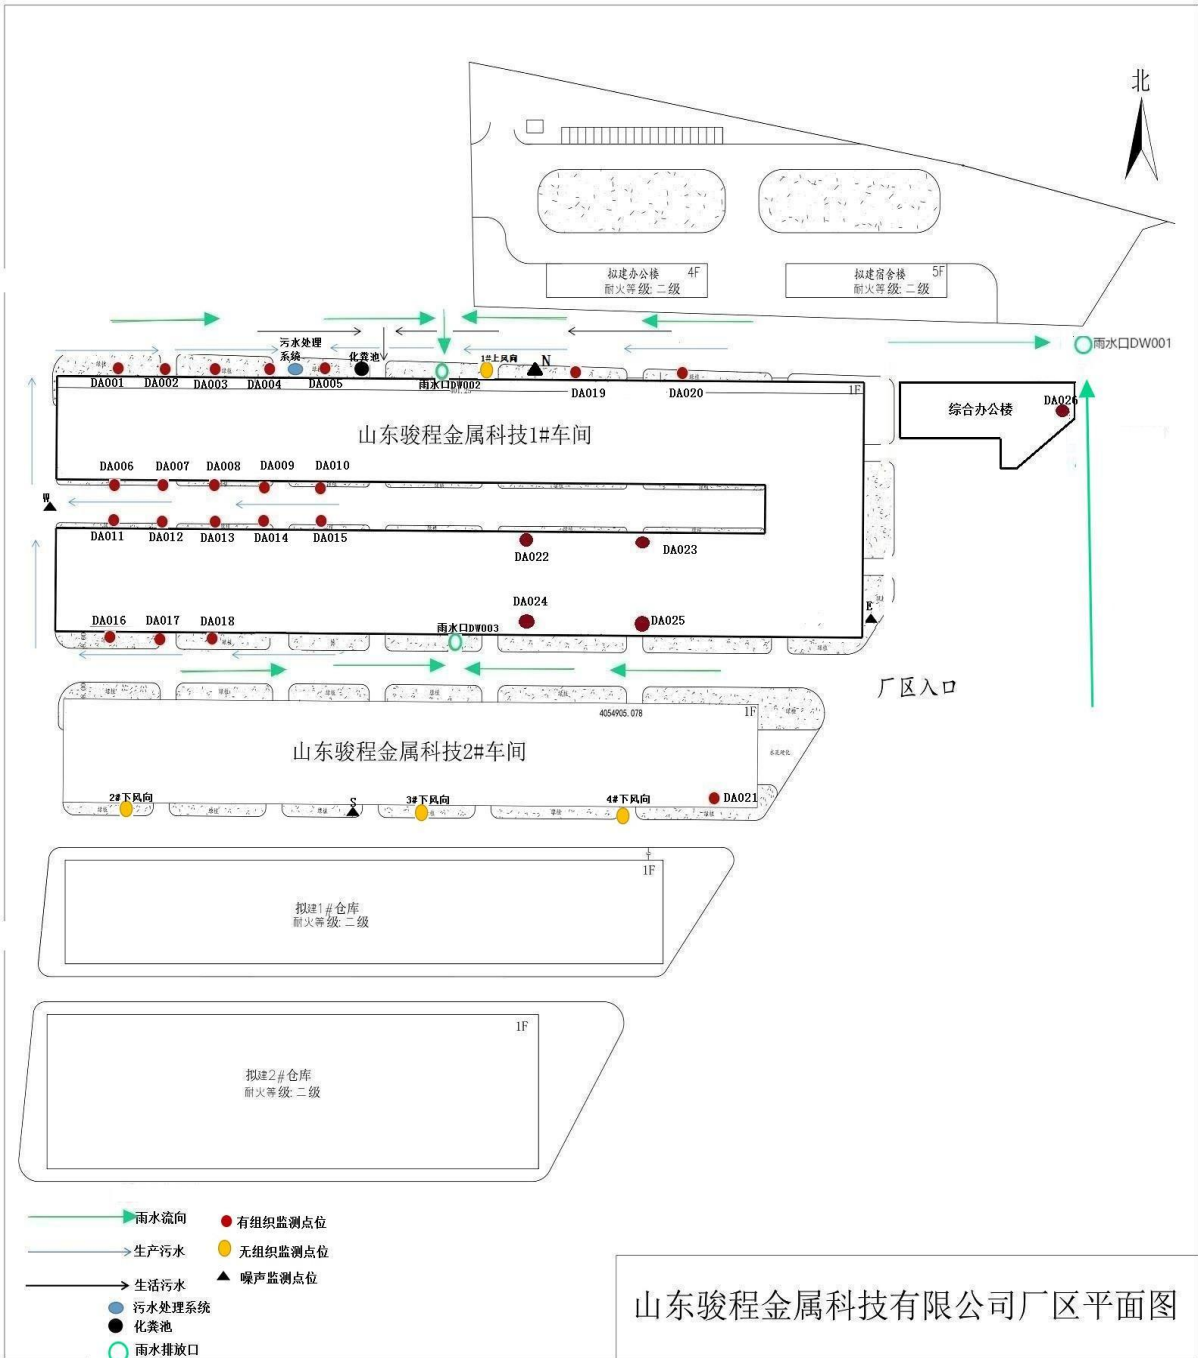 北
拟建办公楼 4F
耐火等级:二级
拟建宿舍楼 5F
耐火等级:二级
雨水口DW001
污水处理
系统
化粪池
1#上风向
N
DA001
DA002
DA003
DA004
DA005
雨水口DW002
DA019
DA020
1F
综合办公楼
DA026
山东骏程金属科技1#车间
DA006
DA007
DA008
DA009
DA010
W
DA011
DA012
DA013
DA014
DA015
DA022
DA023
DA024
DA025
E
DA016
DA017
DA018
雨水口DW003
厂区入口
绿植
绿植
绿植
绿植
绿植
4054905.078
1F
山东骏程金属科技2#车间
2#下风向
S
3#下风向
4#下风向
DA021
1F
拟建1#仓库
耐火等级:二级
1F
拟建2#仓库
耐火等级:二级
雨水流向
有组织监测点位
生产污水
无组织监测点位
生活污水
噪声监测点位
污水处理系统
化粪池
雨水排放口
山东骏程金属科技有限公司厂区平面图